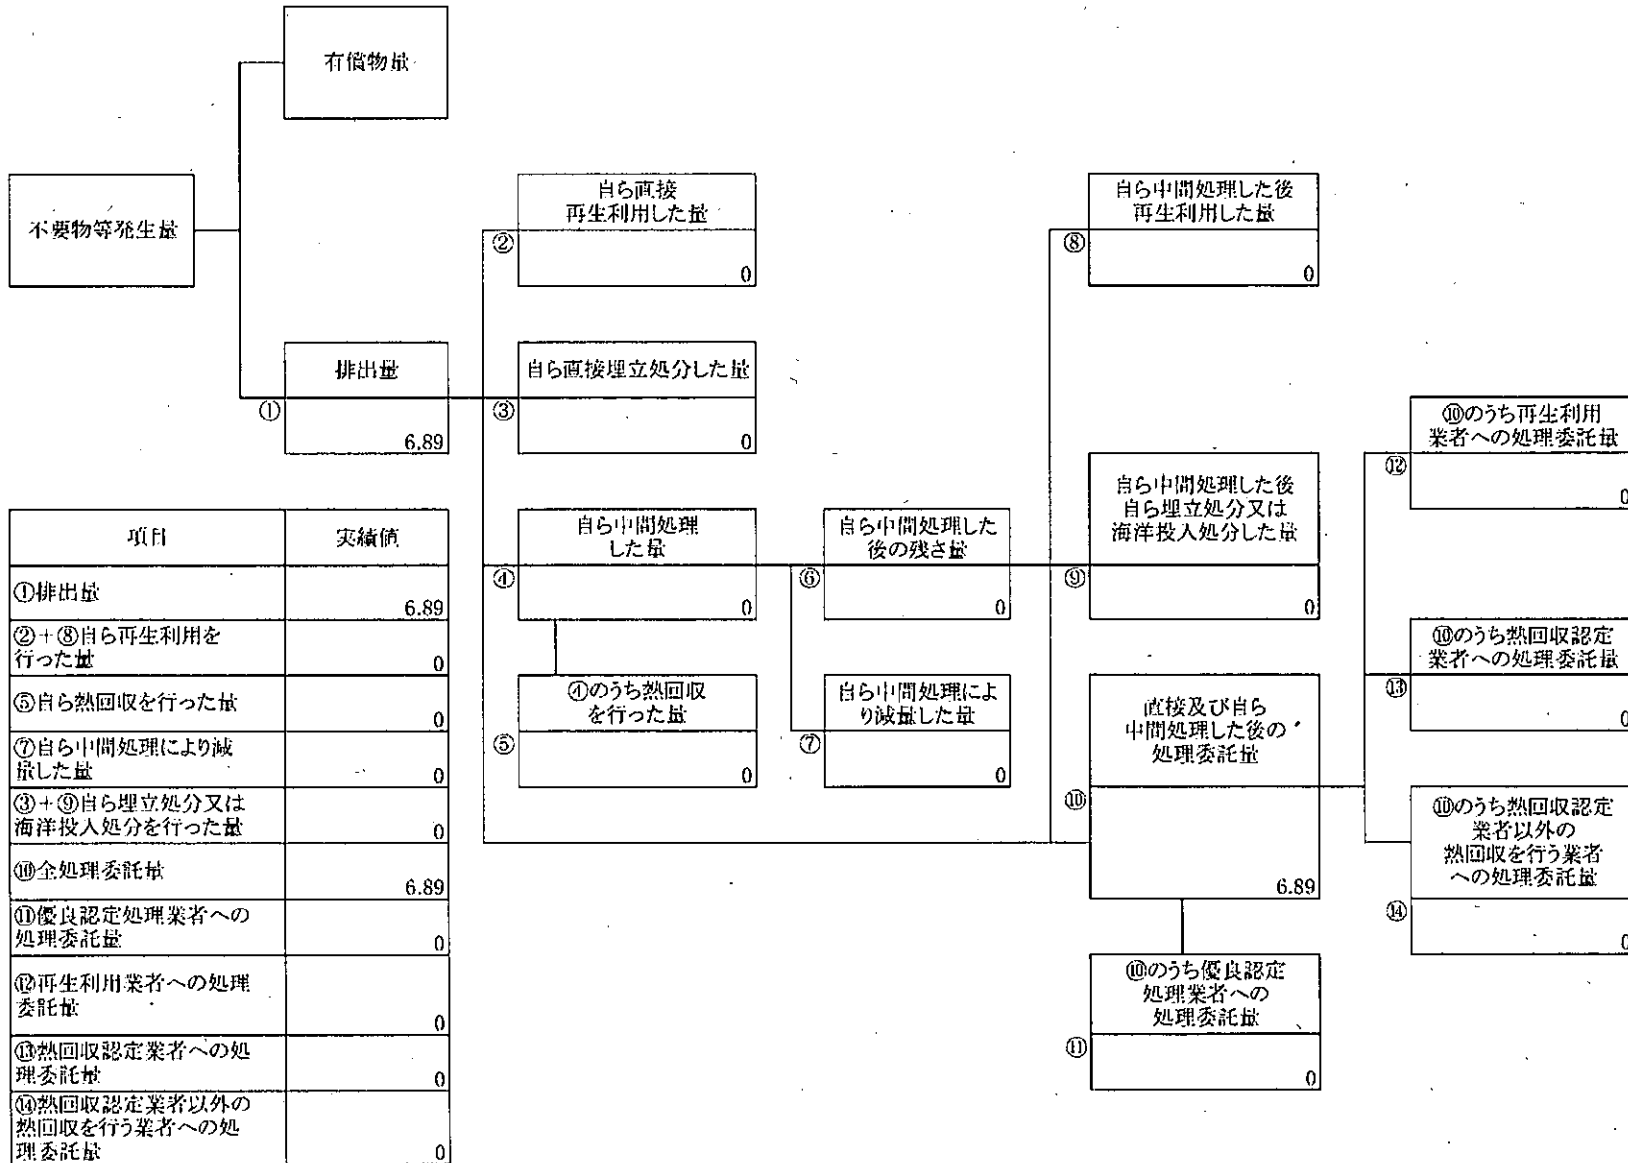 有償物量
不要物等発生量
自ら直接
再生利用した量
②
0
自ら中間処理した後
再生利用した量
⑧
0
排出量
①
6.89
自ら直接埋立処分した量
③
0
自ら中間処理
した量
④
0
自ら中間処理した
後の残さ量
⑥
0
自ら中間処理した後
自ら埋立処分又は
海洋投入処分した量
⑨
0
⑩のうち再生利用
業者への処理委託量
⑫
0
④のうち熱回収
を行った量
⑤
0
自ら中間処理によ
り減量した量
⑦
0
直接及び自ら
中間処理した後の
処理委託量
⑩
6.89
⑩のうち熱回収認定
業者への処理委託量
⑬
0
⑩のうち熱回収認定
業者以外の
熱回収を行う業者
への処理委託量
⑭
0
⑩のうち優良認定
処理業者への
処理委託量
⑪
0
項目 実績値
①排出量
6.89
②+⑧自ら再生利用を
行った量 0
⑤自ら熱回収を行った量
0
⑦自ら中間処理により減
量した量 0
③+⑨自ら埋立処分又は
海洋投入処分を行った量 0
⑩全処理委託量
6.89
⑪優良認定処理業者への
処理委託量 0
⑫再生利用業者への処理
委託量
0
⑬熱回収認定業者への処
理委託量 0
⑭熱回収認定業者以外の
熱回収を行う業者への処
理委託量 0